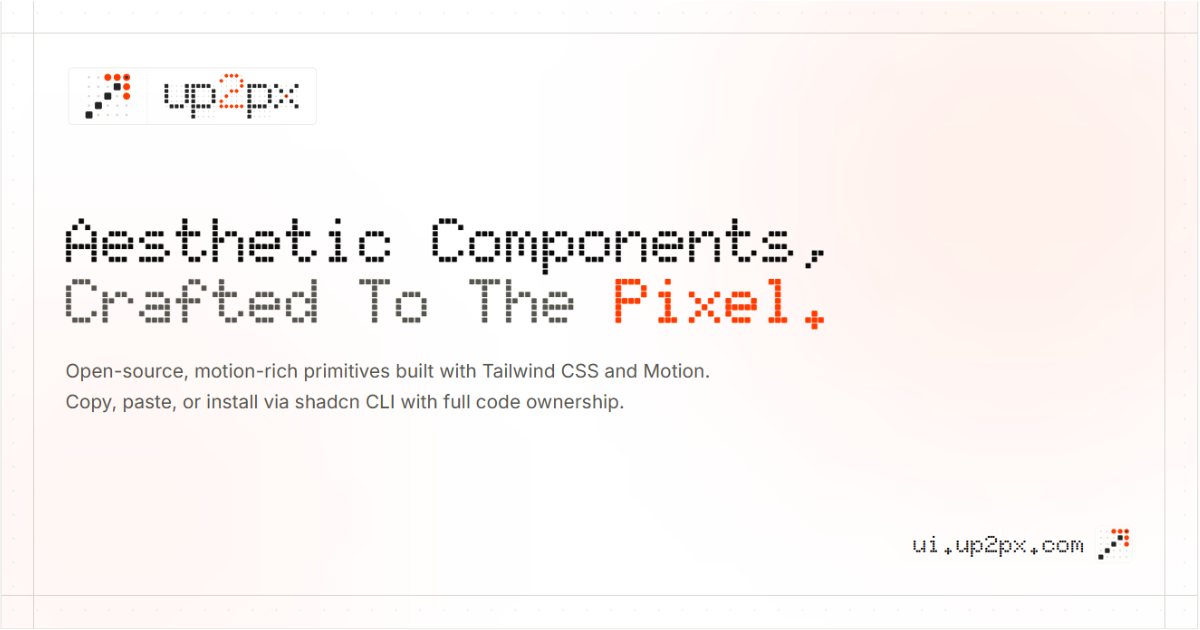 up2px
Aesthetic Components,
Crafted To The Pixel.
Open-source, motion-rich primitives built with Tailwind CSS and Motion.
Copy, paste, or install via shadcn CLI with full code ownership.
ui.up2px.com